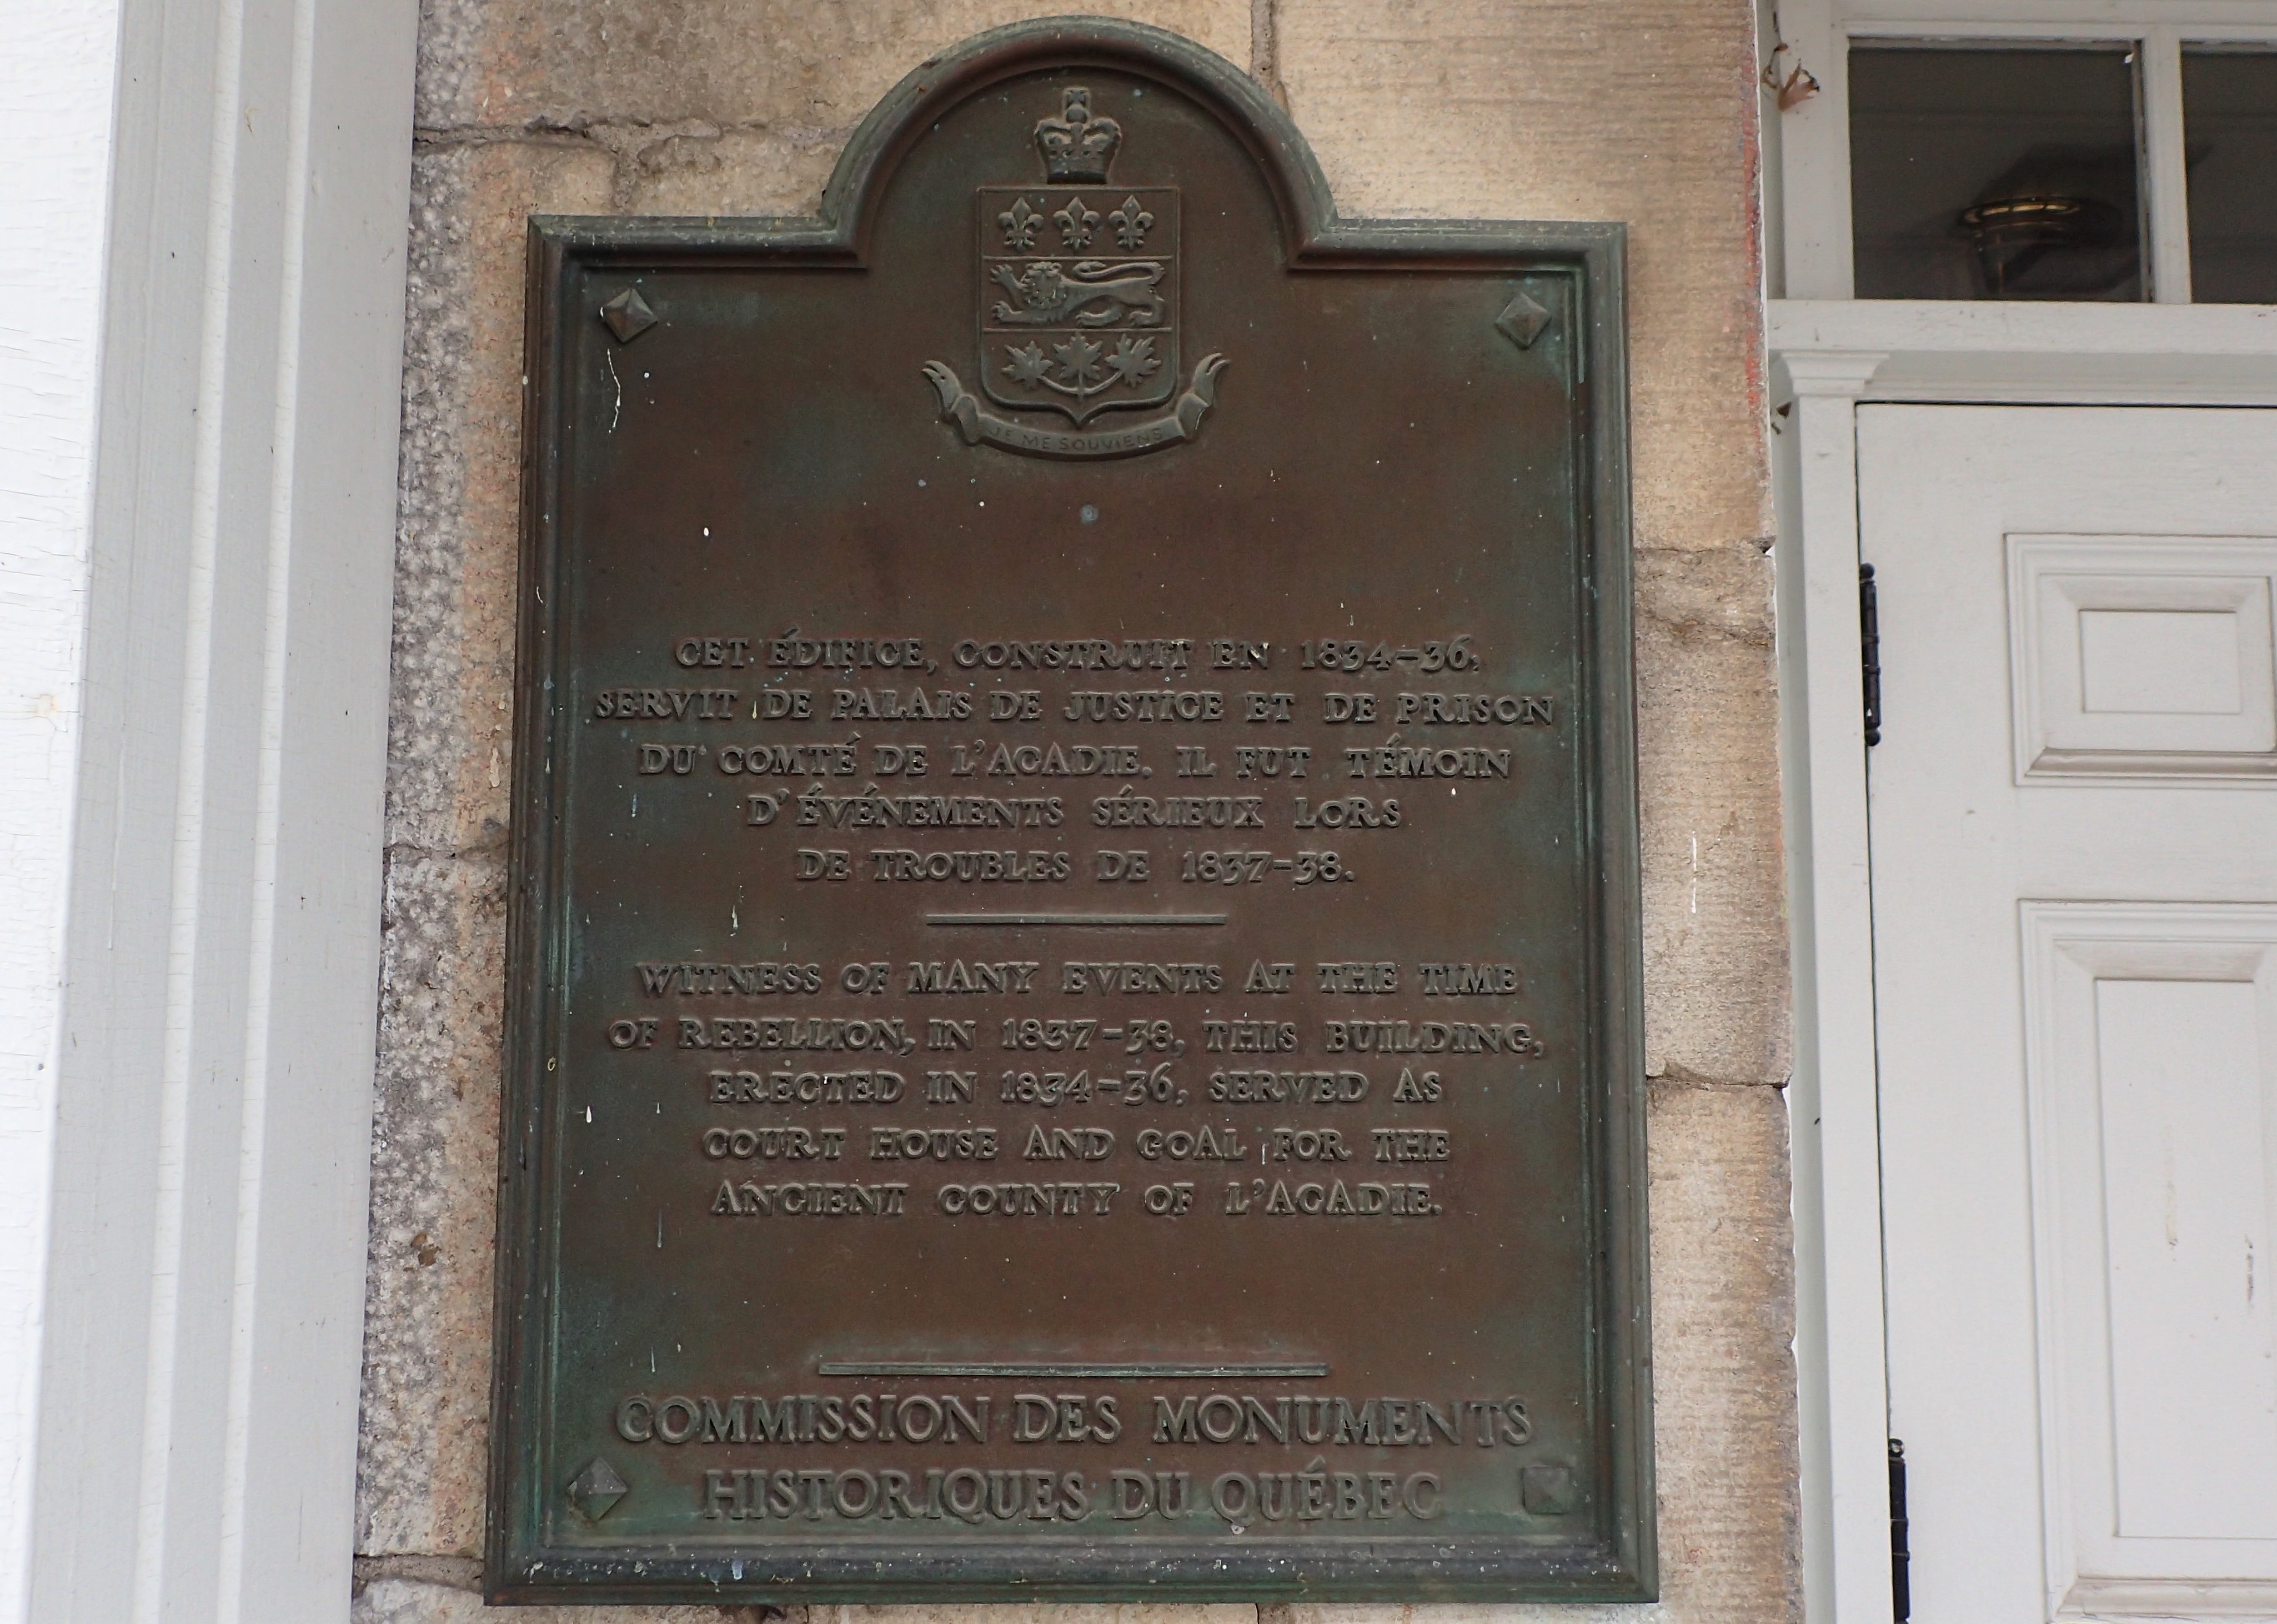 JE ME SOUVIENS
CET ÉDIFICE, CONSTRUIT EN 1834-36,
SERVIT DE PALAIS DE JUSTICE ET DE PRISON
DU COMTÉ DE L'ACADIE. IL FUT TÉMOIN
D'ÉVÉNEMENTS SÉRIEUX LORS
DE TROUBLES DE 1837-38.
WITNESS OF MANY EVENTS AT THE TIME
OF REBELLION, IN 1837-38, THIS BUILDING,
ERECTED IN 1834-36, SERVED AS
COURT HOUSE AND GOAL FOR THE
ANCIENT COUNTY OF L'ACADIE.
COMMISSION DES MONUMENTS
HISTORIQUES DU QUÉBEC